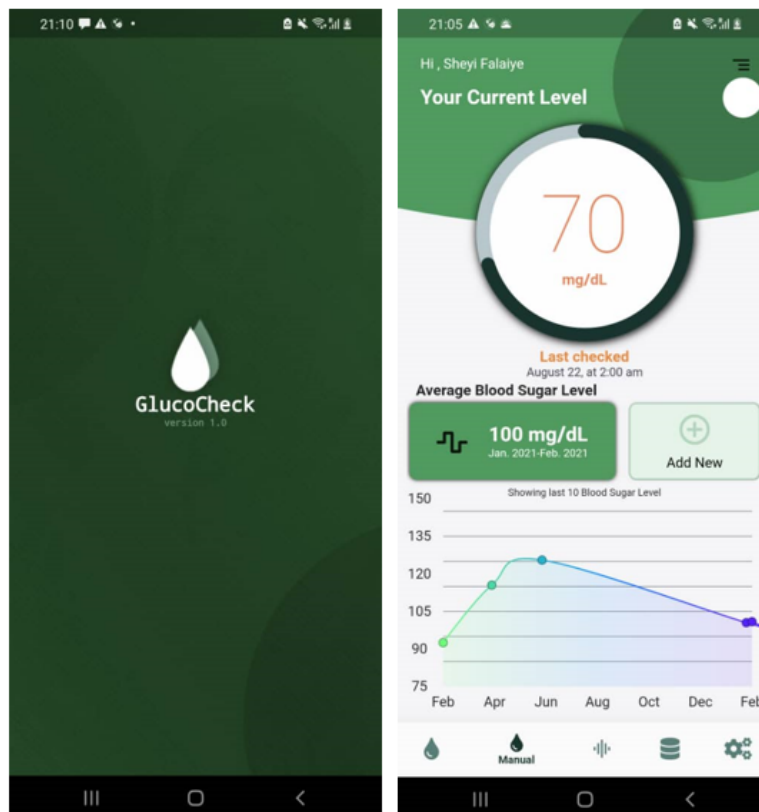 21:10
GlucoCheck
version 1.0
21:05
Hi , Sheyi Falaiye
Your Current Level
70
mg/dL
Last checked
August 22, at 2:00 am
Average Blood Sugar Level
100 mg/dL
Jan. 2021-Feb. 2021
Add New
Showing last 10 Blood Sugar Level
150
135
120
105
90
75
Feb Apr Jun Aug Oct Dec Feb
Manual